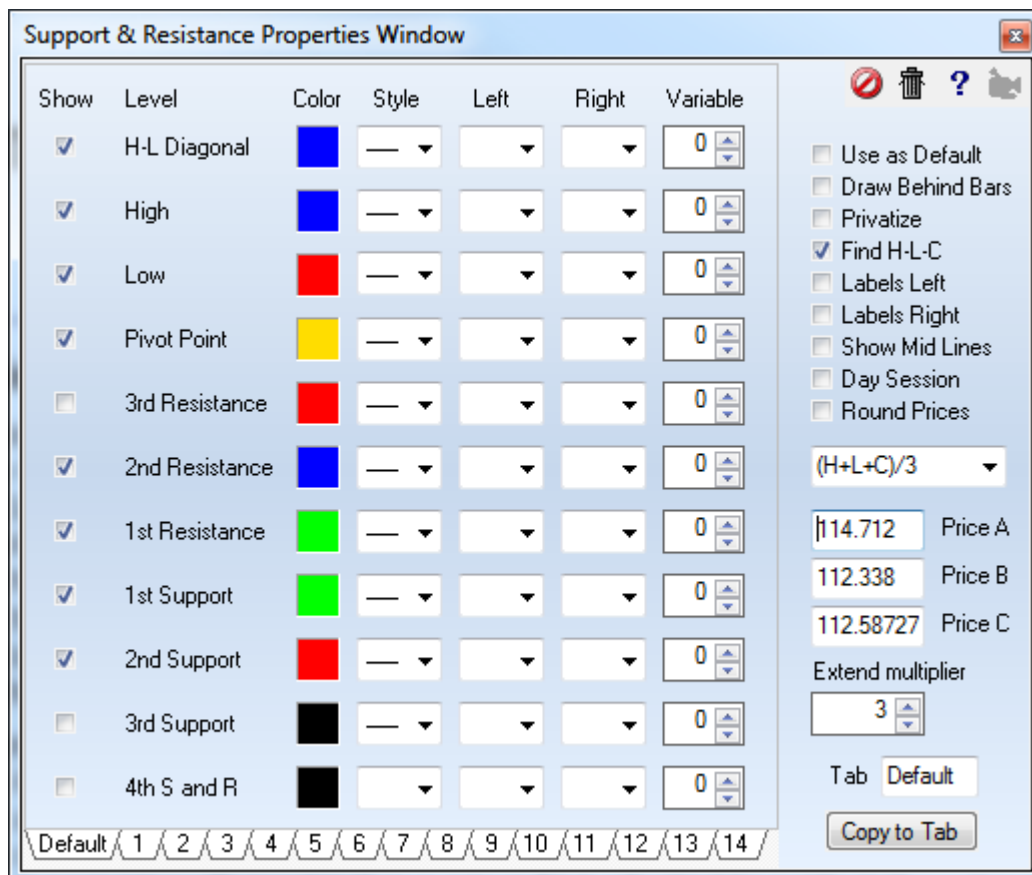 Support & Resistance Properties Window
Show Level Color Style Left Right Variable
H-L Diagonal 0
High 0
Low 0
Pivot Point 0
3rd Resistance 0
2nd Resistance 0
1st Resistance 0
1st Support 0
2nd Support 0
3rd Support 0
4th S and R 0
Default 1 2 3 4 5 6 7 8 9 10 11 12 13 14
?
Use as Default
Draw Behind Bars
Privatize
Find H-L-C
Labels Left
Labels Right
Show Mid Lines
Day Session
Round Prices
(H+L+C)/3
114.712 Price A
112.338 Price B
112.58727 Price C
Extend multiplier
3
Tab Default
Copy to Tab